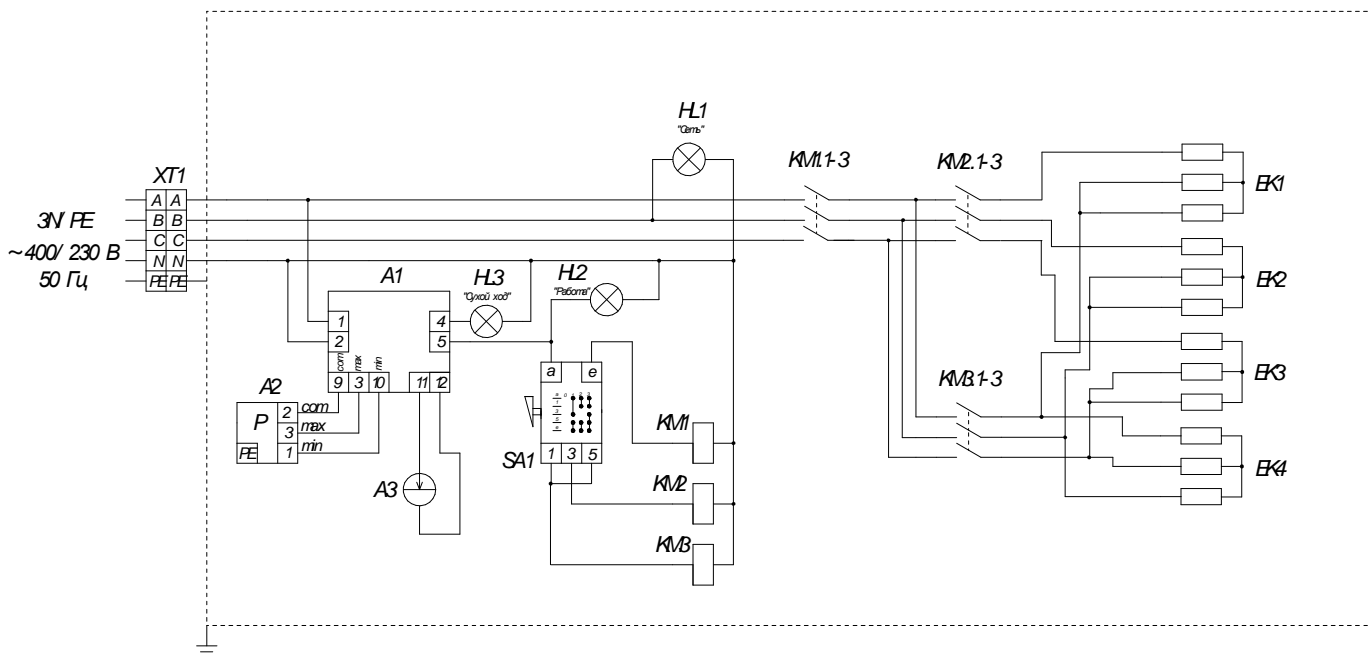 HL1
"Сеть"
KM1.1-3
KM2.1-3
EK1
XT1
A A
B B
C C
N N
PE PE
3N/ PE
~400/ 230 В
50 Гц
A1
HL3
"Сухой ход"
HL2
"Работа"
EK2
1
2
4
5
com
max
min
9 3 10 11 12
A2
P
PE
2
3
1
com
max
min
A3
a e
SA1
1 3 5
KM1
KM2
KM3
KM3.1-3
EK3
EK4